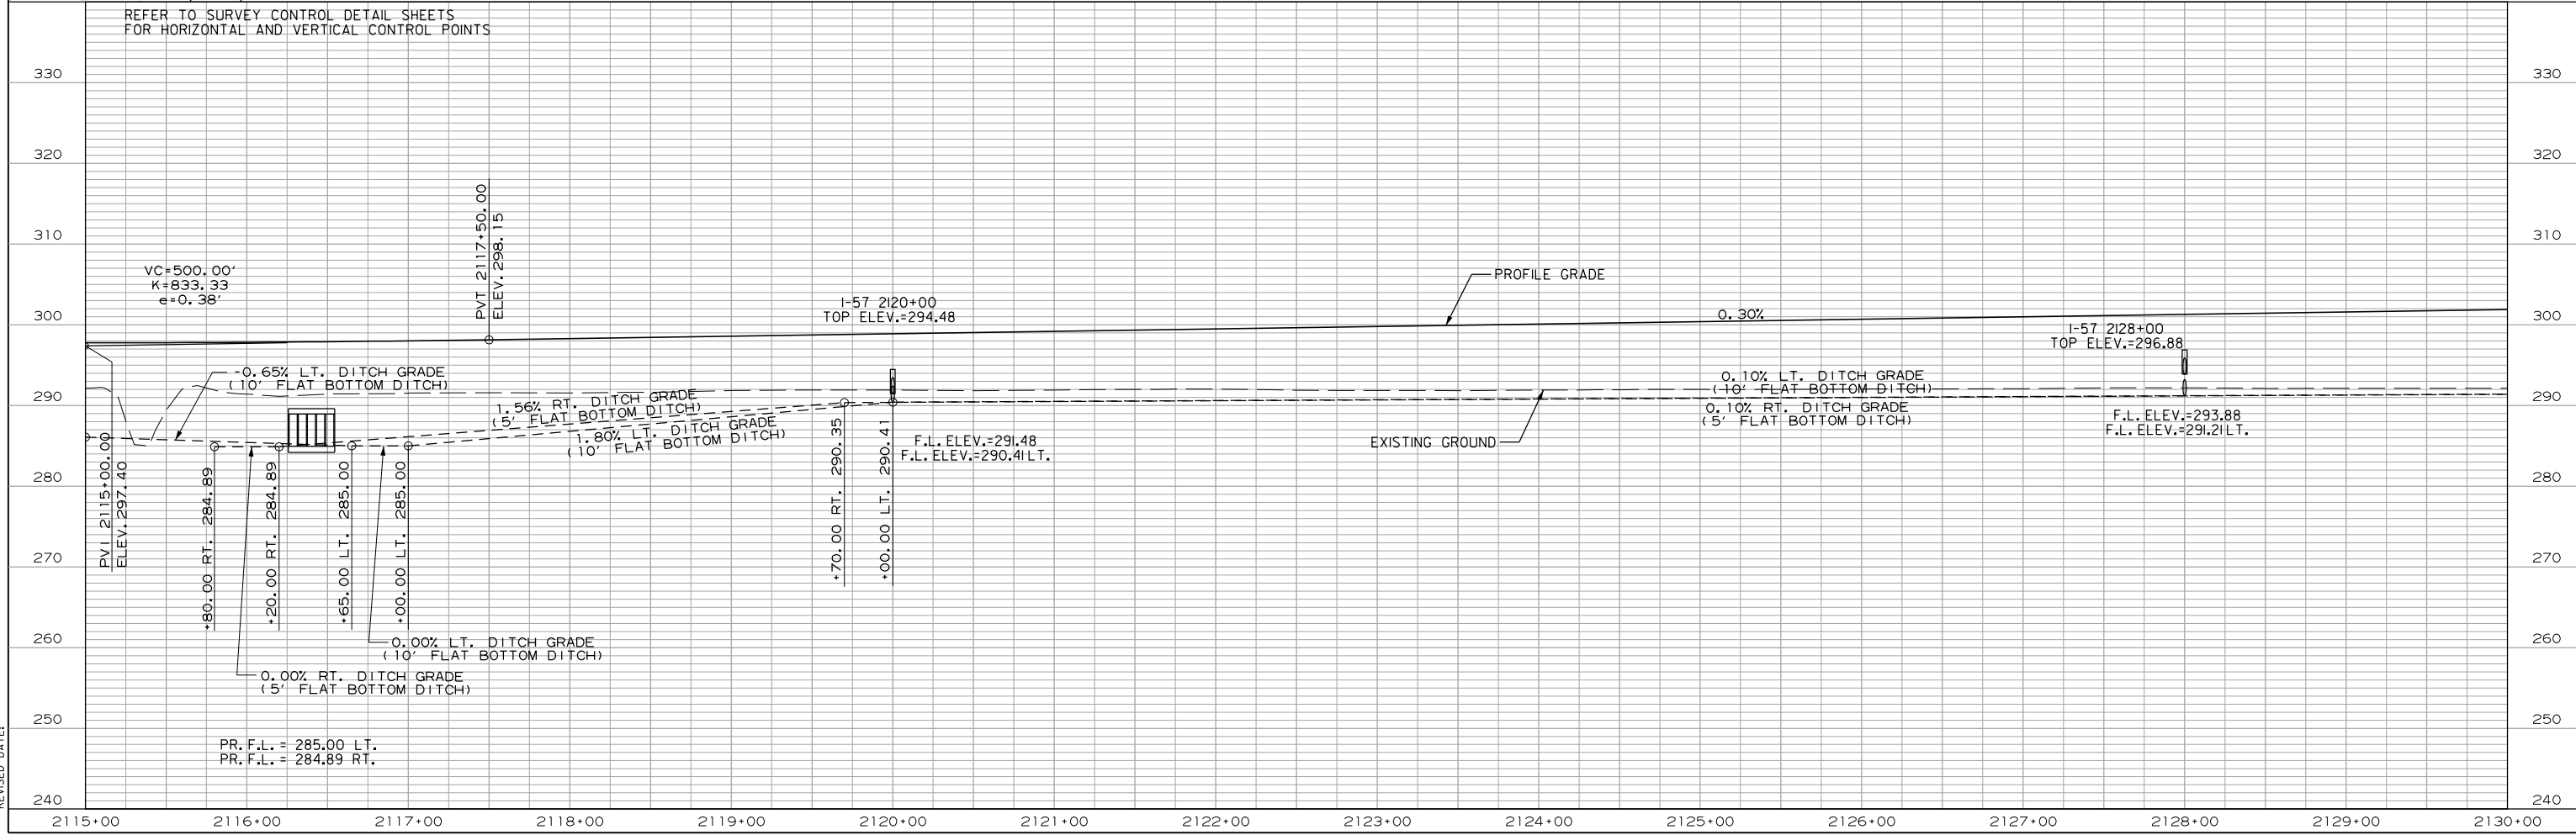 REFER TO SURVEY CONTROL DETAIL SHEETS
FOR HORIZONTAL AND VERTICAL CONTROL POINTS
330
330
320
320
310
310
300
300
290
290
280
280
270
270
260
260
250
250
240
240
VC=500.00'
K=833.33
e=0.38'
PVT 2117+50.00
ELEV.298.15
I-57 2120+00
TOP ELEV.=294.48
PROFILE GRADE
0.30%
I-57 2128+00
TOP ELEV.=296.88
-0.65% LT. DITCH GRADE
(10' FLAT BOTTOM DITCH)
1.56% RT. DITCH GRADE
(5' FLAT BOTTOM DITCH)
1.80% LT. DITCH GRADE
(10' FLAT BOTTOM DITCH)
0.10% LT. DITCH GRADE
(10' FLAT BOTTOM DITCH)
0.10% RT. DITCH GRADE
(5' FLAT BOTTOM DITCH)
F.L. ELEV.=291.48
F.L. ELEV.=290.41 LT.
EXISTING GROUND
F.L. ELEV.=293.88
F.L. ELEV.=291.21 LT.
PVI 2115+00.00
ELEV.297.40
+80.00 RT. 284.89
+20.00 RT. 284.89
+65.00 LT. 285.00
+00.00 LT. 285.00
+70.00 RT. 290.35
+00.00 LT. 290.41
0.00% LT. DITCH GRADE
(10' FLAT BOTTOM DITCH)
0.00% RT. DITCH GRADE
(5' FLAT BOTTOM DITCH)
PR. F.L. = 285.00 LT.
PR. F.L. = 284.89 RT.
REVISED DATE:
2115+00
2116+00
2117+00
2118+00
2119+00
2120+00
2121+00
2122+00
2123+00
2124+00
2125+00
2126+00
2127+00
2128+00
2129+00
2130+00